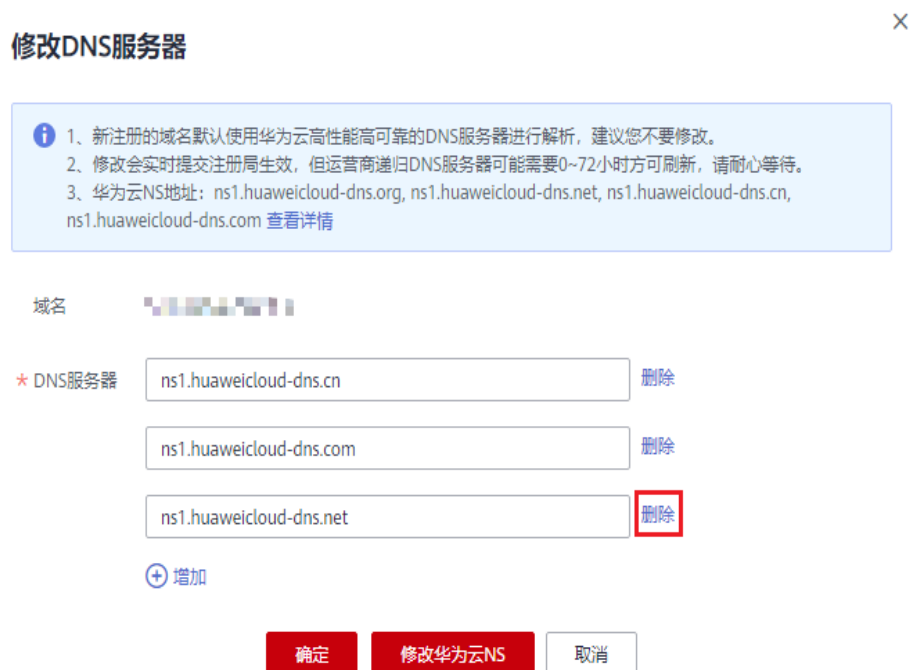 修改DNS服务器
1、新注册的域名默认使用华为云高性能高可靠的DNS服务器进行解析，建议您不要修改。
2、修改会实时提交注册局生效，但运营商递归DNS服务器可能需要0~72小时方可刷新，请耐心等待。
3、华为云NS地址：ns1.huaweicloud-dns.org, ns1.huaweicloud-dns.net, ns1.huaweicloud-dns.cn,
ns1.huaweicloud-dns.com 查看详情
域名
* DNS服务器 ns1.huaweicloud-dns.cn 删除
ns1.huaweicloud-dns.com 删除
ns1.huaweicloud-dns.net 删除
增加
确定 修改华为云NS 取消